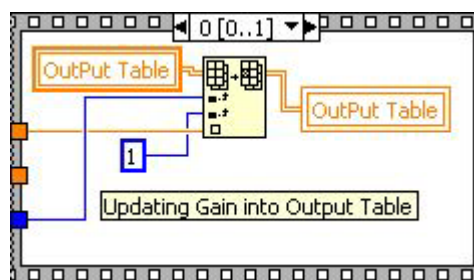 0 [0..1]
OutPut Table
OutPut Table
1
Updating Gain into Output Table